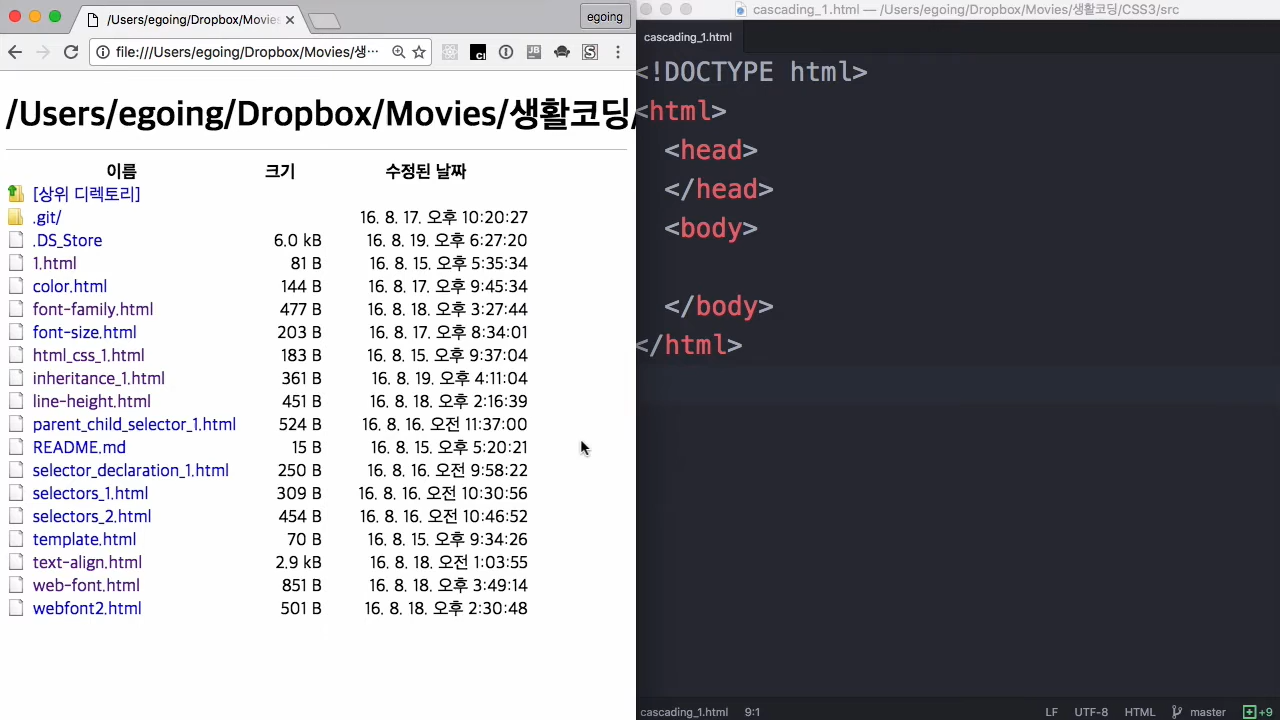 /Users/egoing/Dropbox/Movies/
egoing
file:///Users/egoing/Dropbox/Movies/생…
/Users/egoing/Dropbox/Movies/생활코딩/
이름 크기 수정된 날짜
[상위 디렉토리]
.git/ 16. 8. 17. 오후 10:20:27
.DS_Store 6.0 kB 16. 8. 19. 오후 6:27:20
1.html 81 B 16. 8. 15. 오후 5:35:34
color.html 144 B 16. 8. 17. 오후 9:45:34
font-family.html 477 B 16. 8. 18. 오후 3:27:44
font-size.html 203 B 16. 8. 17. 오후 8:34:01
html_css_1.html 183 B 16. 8. 15. 오후 9:37:04
inheritance_1.html 361 B 16. 8. 19. 오후 4:11:04
line-height.html 451 B 16. 8. 18. 오후 2:16:39
parent_child_selector_1.html 524 B 16. 8. 16. 오전 11:37:00
README.md 15 B 16. 8. 15. 오후 5:20:21
selector_declaration_1.html 250 B 16. 8. 16. 오전 9:58:22
selectors_1.html 309 B 16. 8. 16. 오전 10:30:56
selectors_2.html 454 B 16. 8. 16. 오전 10:46:52
template.html 70 B 16. 8. 15. 오후 9:34:26
text-align.html 2.9 kB 16. 8. 18. 오전 1:03:55
web-font.html 851 B 16. 8. 18. 오후 3:49:14
webfont2.html 501 B 16. 8. 18. 오후 2:30:48
cascading_1.html — /Users/egoing/Dropbox/Movies/생활코딩/CSS3/src
cascading_1.html
<!DOCTYPE html>
<html>
<head>
</head>
<body>
</body>
</html>
cascading_1.html 9:1 LF UTF-8 HTML master +9